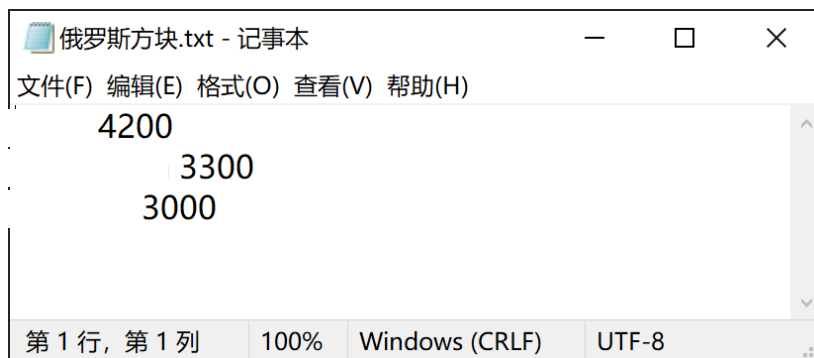 俄罗斯方块.txt - 记事本
文件(F) 编辑(E) 格式(O) 查看(V) 帮助(H)
4200
3300
3000
第 1 行，第 1 列 100% Windows (CRLF) UTF-8